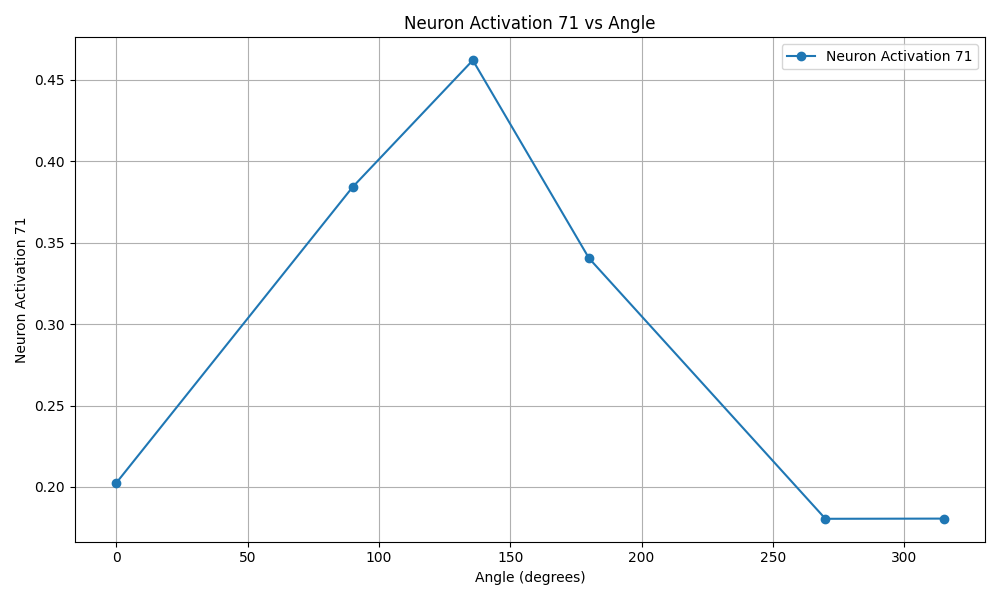 Neuron Activation 71 vs Angle
Neuron Activation 71
0.45
0.40
0.35
0.30
0.25
0.20
Neuron Activation 71
0 50 100 150 200 250 300
Angle (degrees)